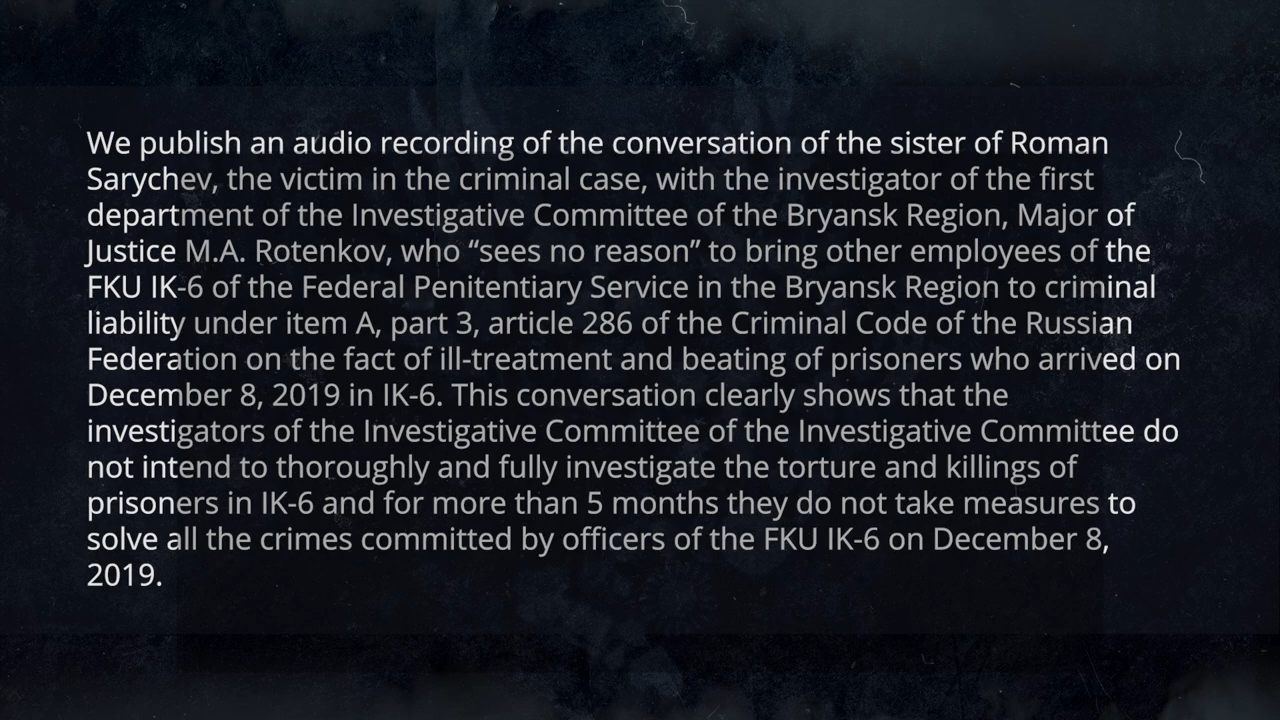 We publish an audio recording of the conversation of the sister of Roman
Sarychev, the victim in the criminal case, with the investigator of the first
department of the Investigative Committee of the Bryansk Region, Major of
Justice M.A. Rotenkov, who “sees no reason” to bring other employees of the
FKU IK-6 of the Federal Penitentiary Service in the Bryansk Region to criminal
liability under item A, part 3, article 286 of the Criminal Code of the Russian
Federation on the fact of ill-treatment and beating of prisoners who arrived on
December 8, 2019 in IK-6. This conversation clearly shows that the
investigators of the Investigative Committee of the Investigative Committee do
not intend to thoroughly and fully investigate the torture and killings of
prisoners in IK-6 and for more than 5 months they do not take measures to
solve all the crimes committed by officers of the FKU IK-6 on December 8,
2019.